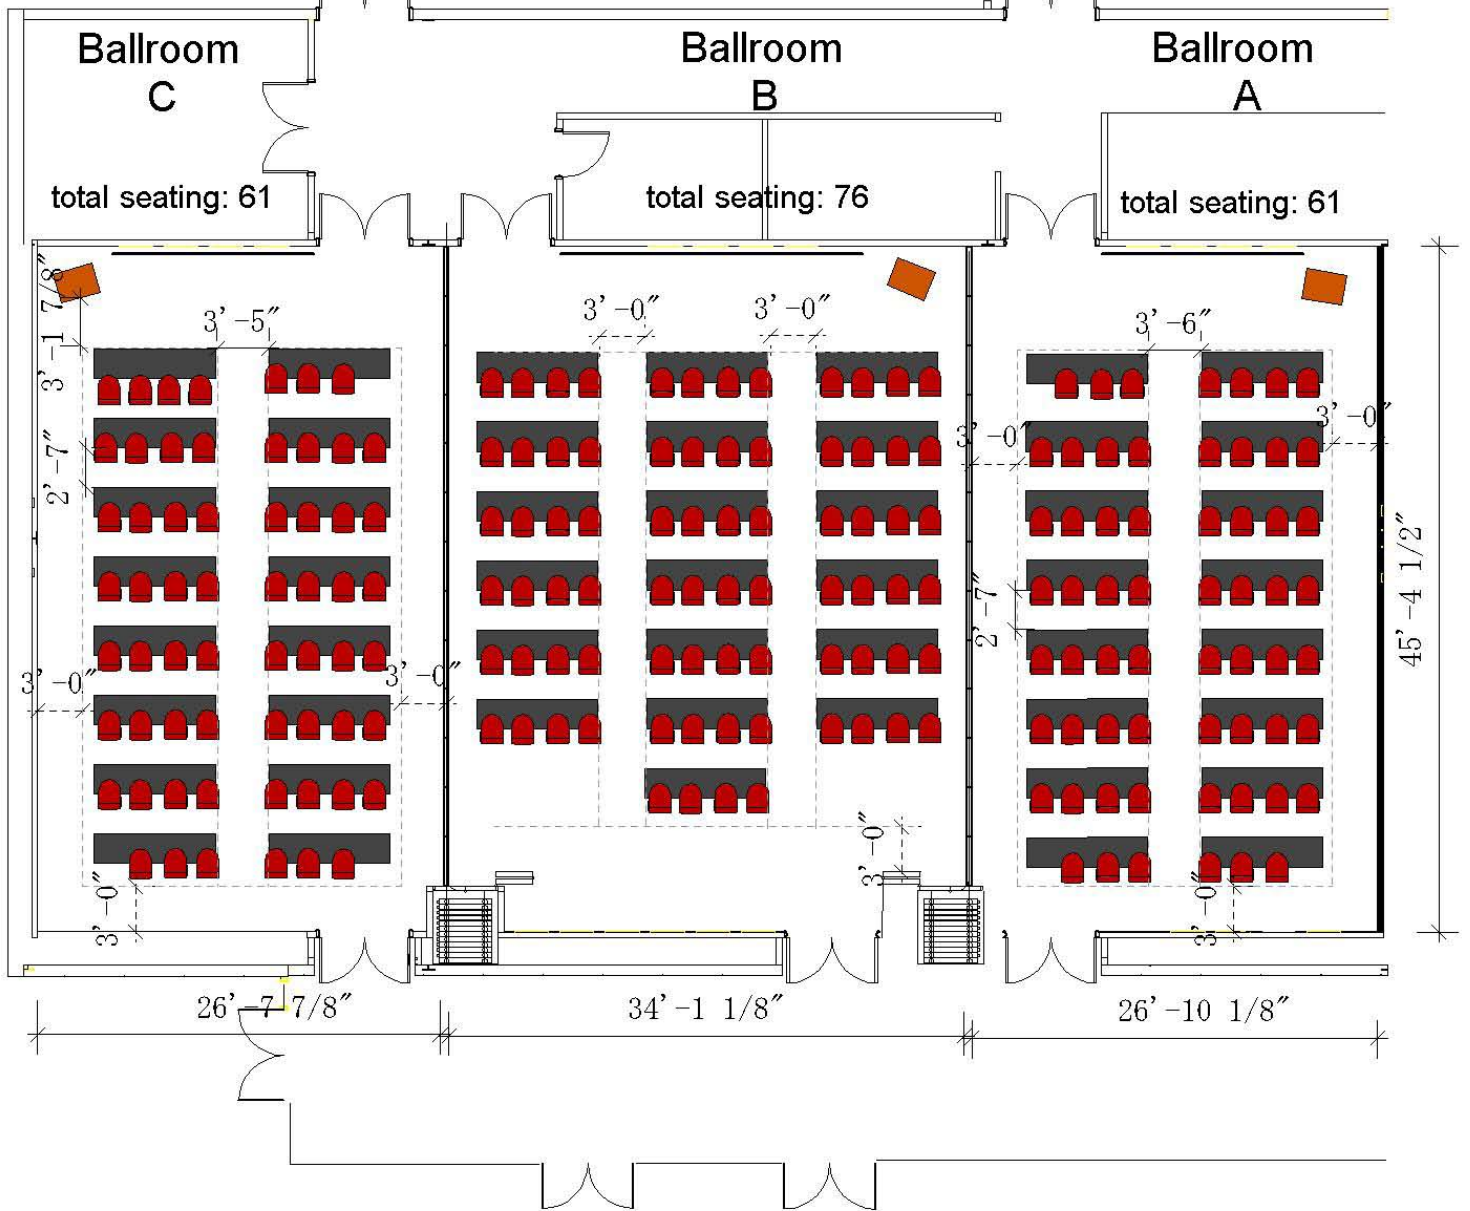 Ballroom
C
Ballroom
B
Ballroom
A
total seating: 61
total seating: 76
total seating: 61
3'-1 7/8"
3'-5"
3'-0"
3'-0"
3'-6"
2'-7"
3'-0"
3'-0"
45'-4 1/2"
2'-7"
3'-0"
3'-0"
3'-0"
3'-0"
3'-0"
26'-7 7/8"
34'-1 1/8"
26'-10 1/8"